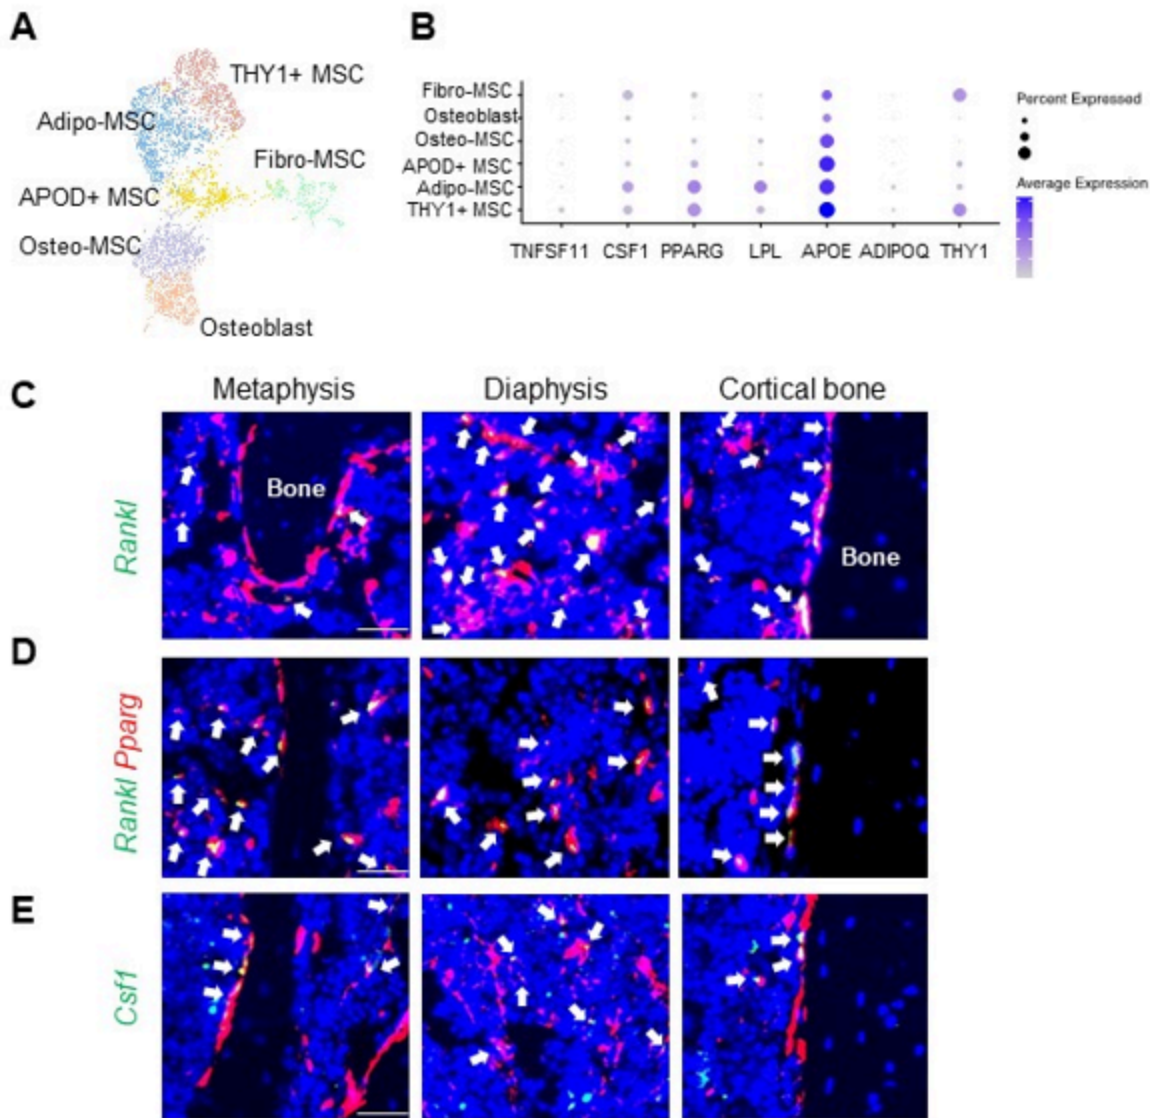 A
THY1+ MSC
Adipo-MSC
Fibro-MSC
APOD+ MSC
Osteo-MSC
Osteoblast
B
Fibro-MSC
Osteoblast
Osteo-MSC
APOD+ MSC
Adipo-MSC
THY1+ MSC
TNFSF11 CSF1 PPARG LPL APOE ADIPOQ THY1
Percent Expressed
Average Expression
C
Metaphysis Diaphysis Cortical bone
Rankl
Bone
Bone
D
Rankl Pparg
E
Csf1